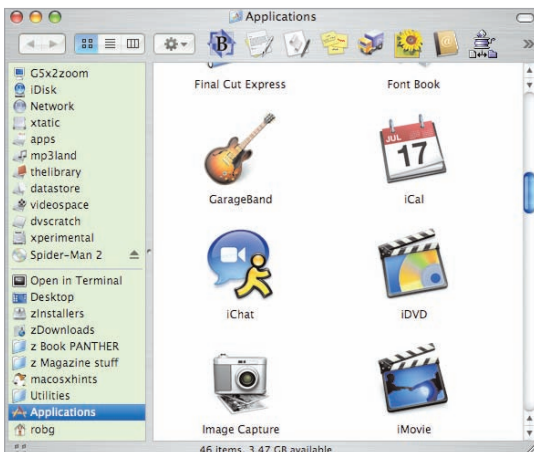 Applications
G5x2zoom
iDisk
Network
xtatic
apps
mp3land
thelibrary
datastore
videospace
dvscratch
xperimental
Spider-Man 2
Open in Terminal
Desktop
zInstallers
zDownloads
z Book PANTHER
z Magazine stuff
macosxhints
Utilities
Applications
robg
Final Cut Express
Font Book
JUL
17
GarageBand
iCal
iChat
iDVD
Image Capture
iMovie
46 items, 3.47 GB available